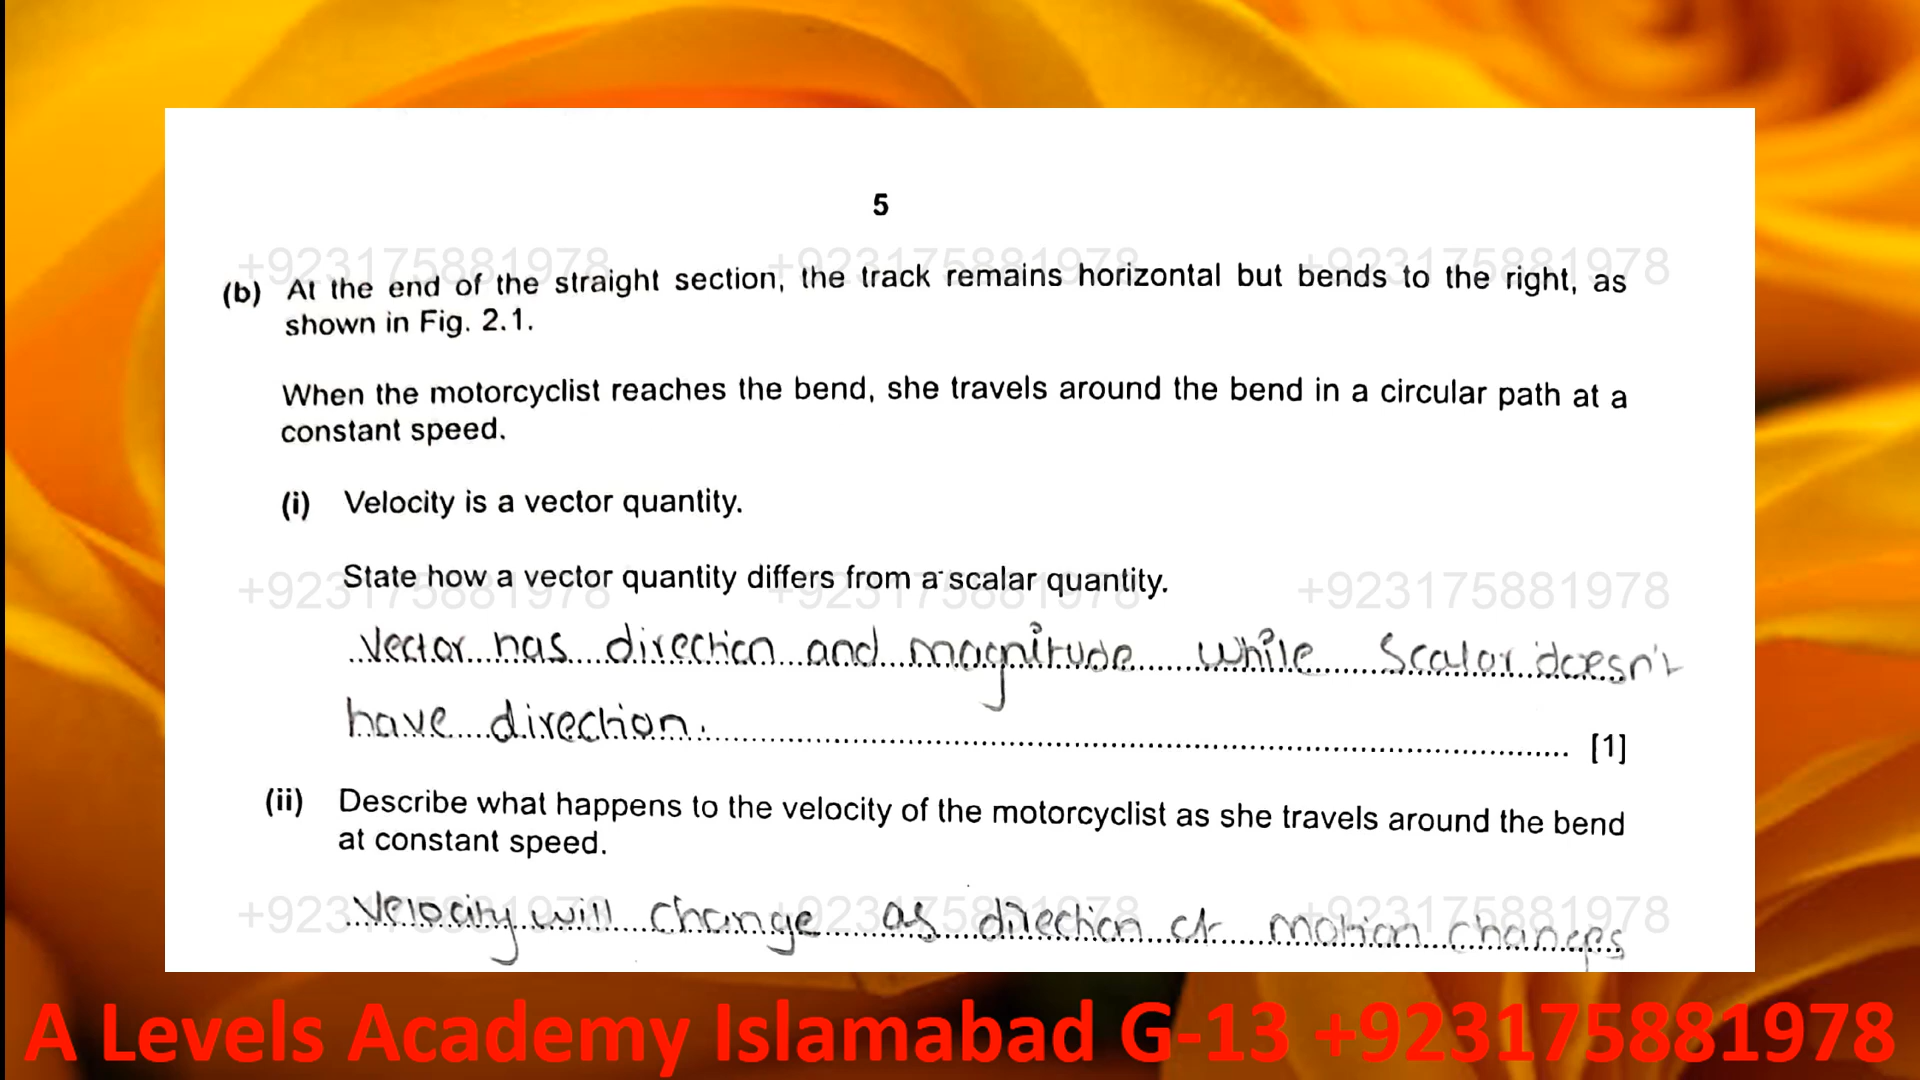 5
+923175881978 +923175881978 +923175881978
(b) At the end of the straight section, the track remains horizontal but bends to the right, as
shown in Fig. 2.1.
When the motorcyclist reaches the bend, she travels around the bend in a circular path at a
constant speed.
(i) Velocity is a vector quantity.
State how a vector quantity differs from a scalar quantity.
+923175881978 +923175881978 +923175881978
Vector has direction and magnitude while Scalar doesn't
have direction. [1]
(ii) Describe what happens to the velocity of the motorcyclist as she travels around the bend
at constant speed.
+923175881978 +923175881978 +923175881978
Velocity will change as direction of motion changes
A Levels Academy Islamabad G-13 +923175881978